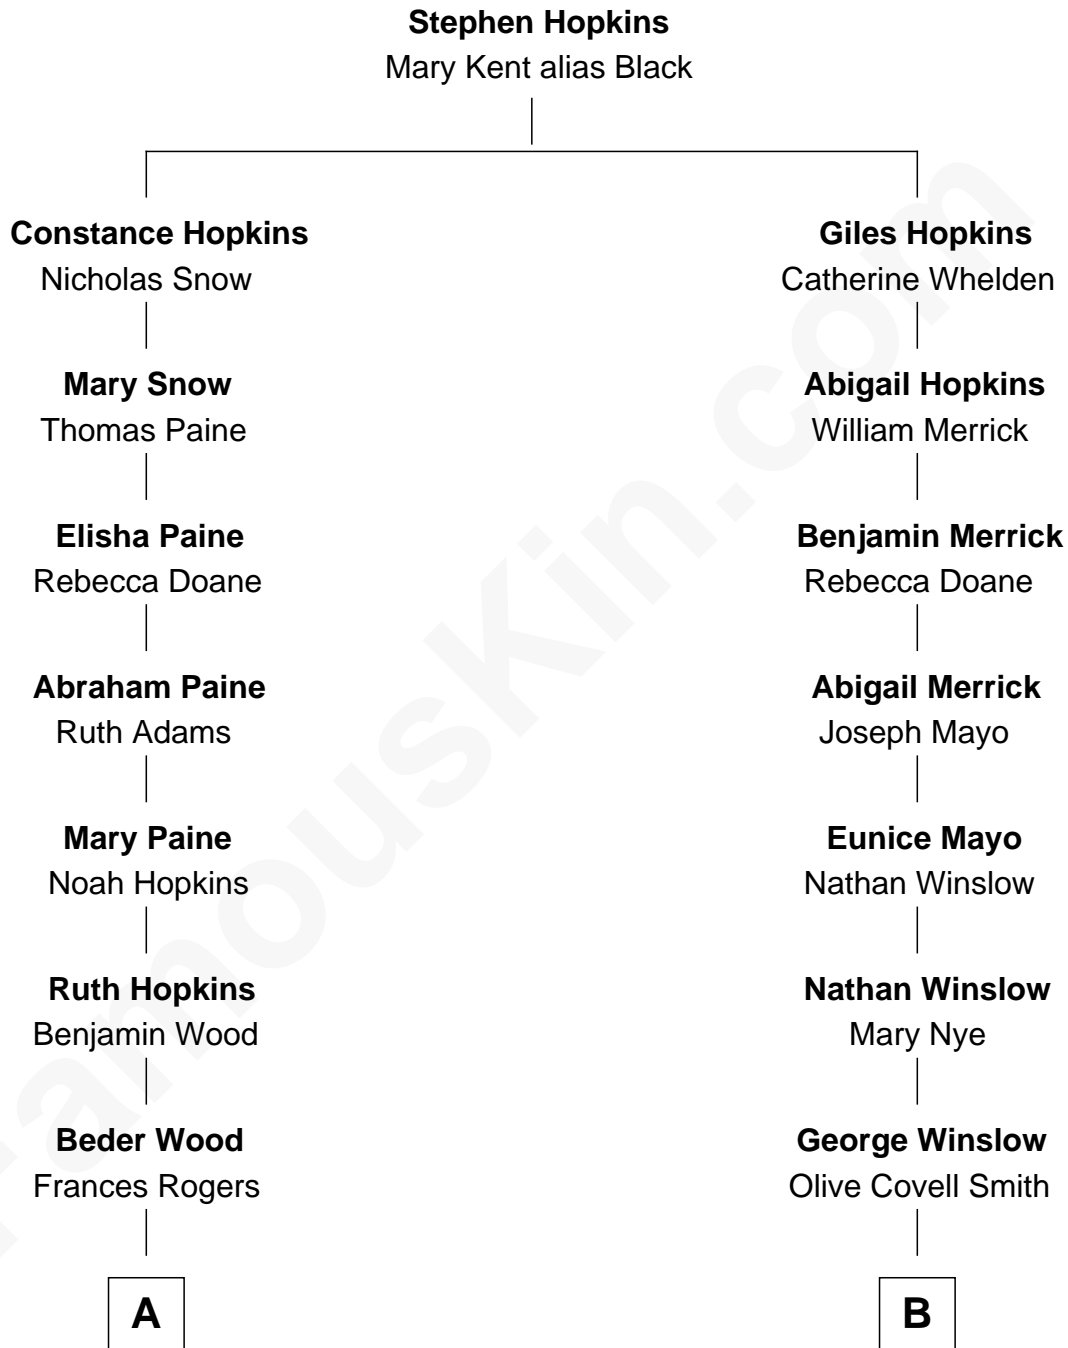 Stephen Hopkins
Mary Kent alias Black
Constance Hopkins
Nicholas Snow
Mary Snow
Thomas Paine
Elisha Paine
Rebecca Doane
Abraham Paine
Ruth Adams
Mary Paine
Noah Hopkins
Ruth Hopkins
Benjamin Wood
Beder Wood
Frances Rogers
A
Giles Hopkins
Catherine Whelden
Abigail Hopkins
William Merrick
Benjamin Merrick
Rebecca Doane
Abigail Merrick
Joseph Mayo
Eunice Mayo
Nathan Winslow
Nathan Winslow
Mary Nye
George Winslow
Olive Covell Smith
B
FamousKin.com